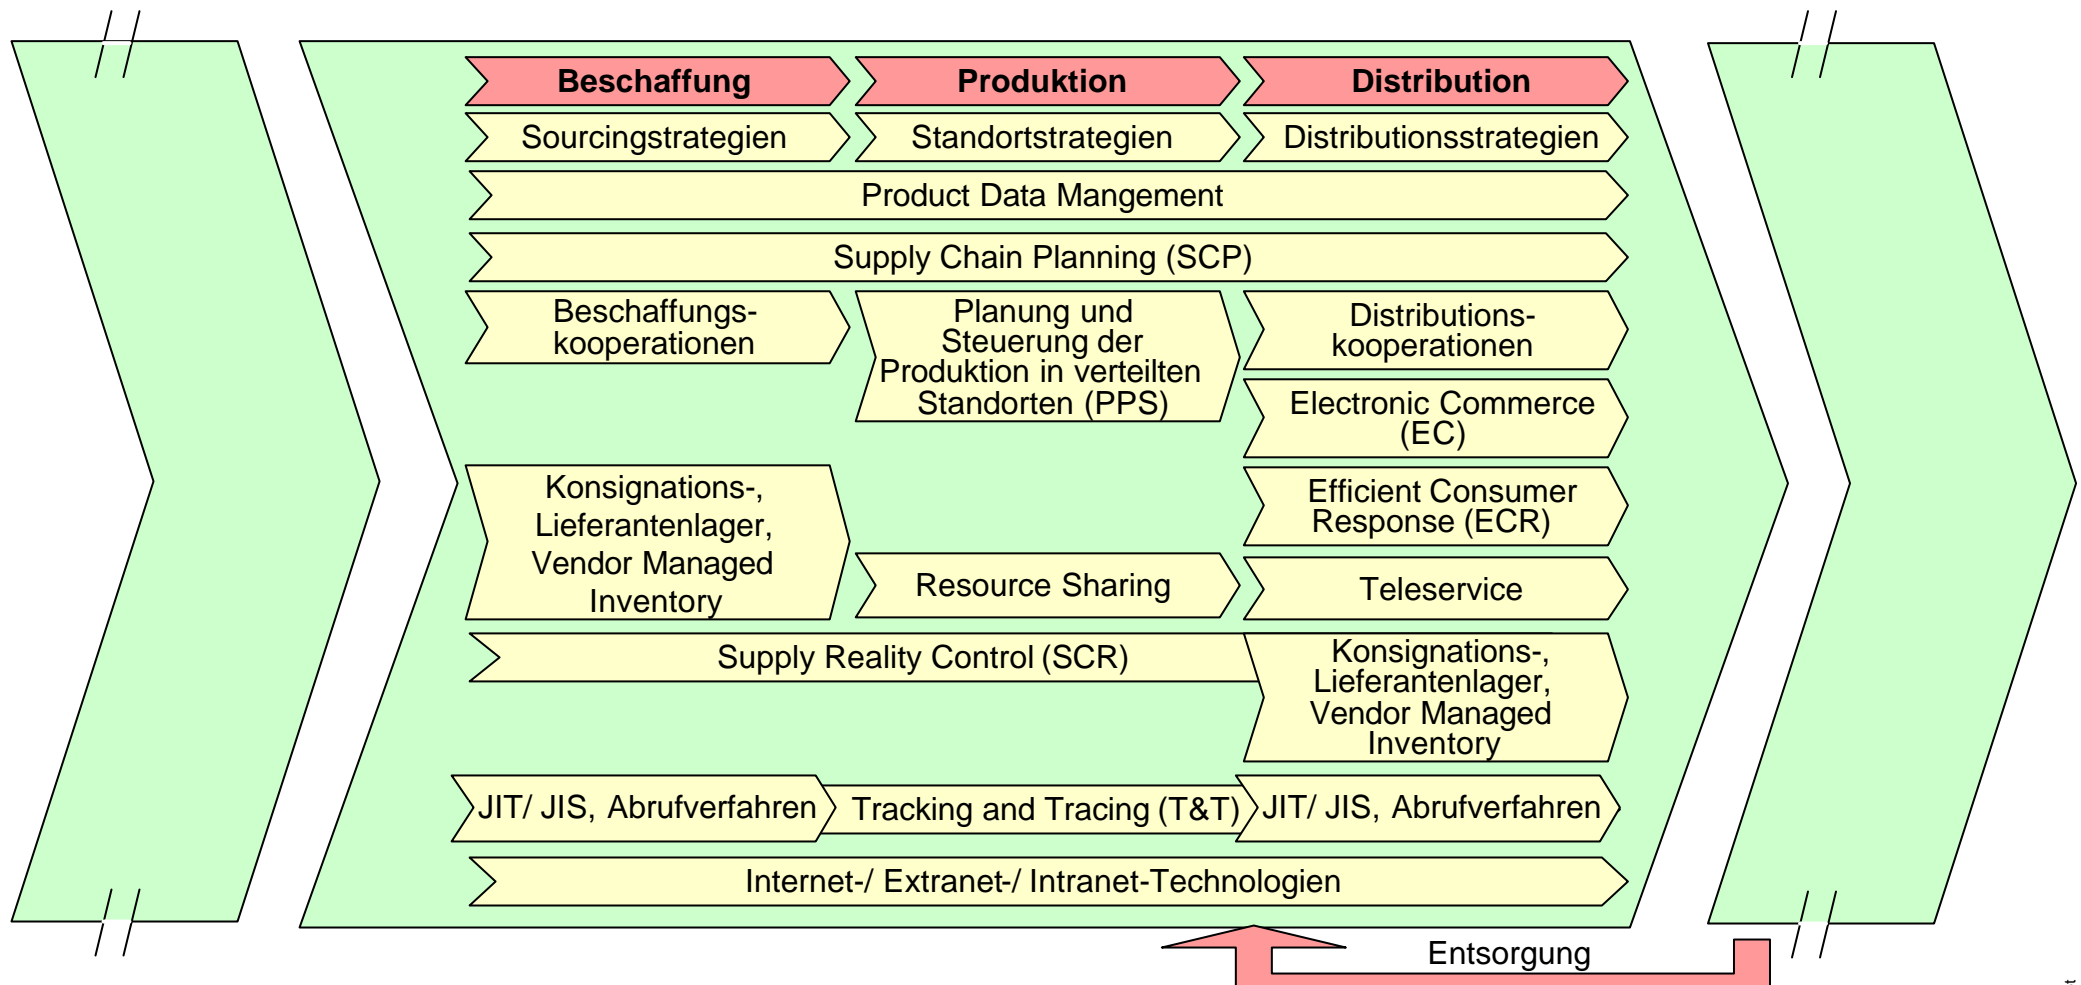 Beschaffung
Produktion
Distribution
Sourcingstrategien
Standortstrategien
Distributionsstrategien
Product Data Mangement
Supply Chain Planning (SCP)
Beschaffungs-
kooperationen
Planung und
Steuerung der
Produktion in verteilten
Standorten (PPS)
Distributions-
kooperationen
Electronic Commerce
(EC)
Konsignations-,
Lieferantenlager,
Vendor Managed
Inventory
Efficient Consumer
Response (ECR)
Resource Sharing
Teleservice
Supply Reality Control (SCR)
Konsignations-,
Lieferantenlager,
Vendor Managed
Inventory
JIT/ JIS, Abrufverfahren
Tracking and Tracing (T&T)
JIT/ JIS, Abrufverfahren
Internet-/ Extranet-/ Intranet-Technologien
Entsorgung